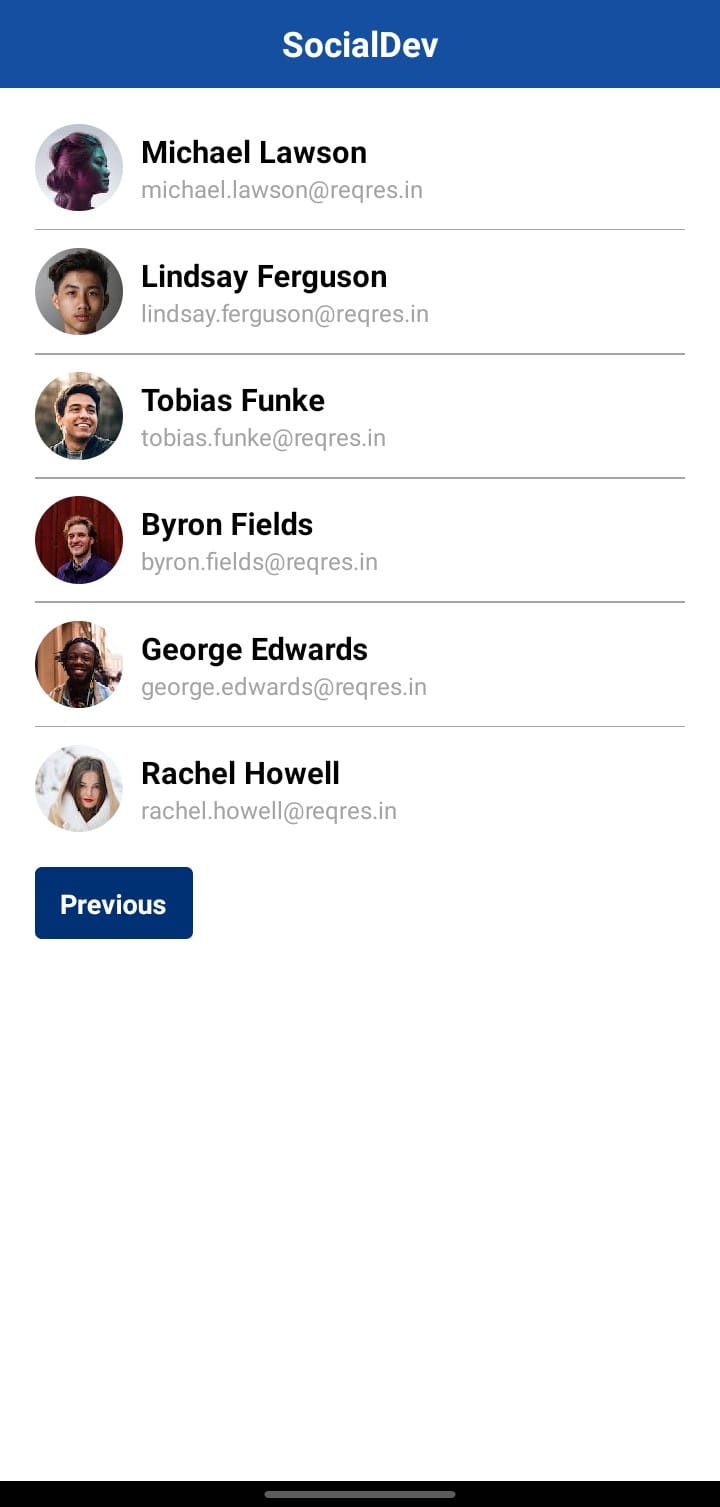 SocialDev
Michael Lawson
michael.lawson@reqres.in
Lindsay Ferguson
lindsay.ferguson@reqres.in
Tobias Funke
tobias.funke@reqres.in
Byron Fields
byron.fields@reqres.in
George Edwards
george.edwards@reqres.in
Rachel Howell
rachel.howell@reqres.in
Previous